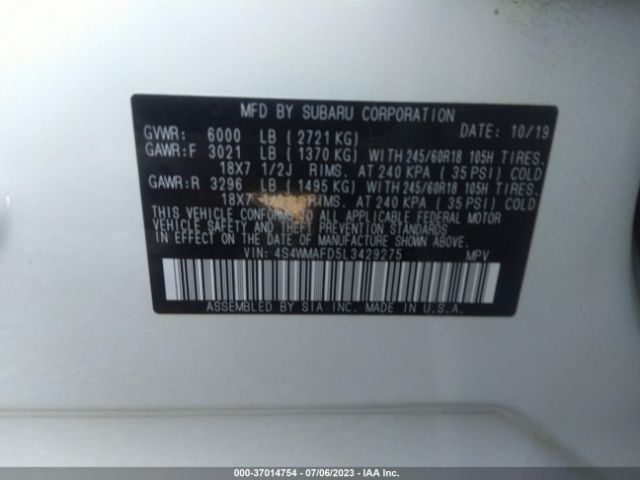 MFD BY SUBARU CORPORATION
GVWR: 6000 LB (2721 KG) DATE: 10/19
GAWR:F 3021 LB (1370 KG) WITH 245/60R18 105H TIRES.
18X7 1/2J RIMS. AT 240 KPA (35 PSI) COLD
GAWR:R 3296 LB (1495 KG) WITH 245/60R18 105H TIRES.
18X7 RIMS. AT 240 KPA (35 PSI) COLD
THIS VEHICLE CONFORMS TO ALL APPLICABLE FEDERAL MOTOR
VEHICLE SAFETY STANDARDS IN EFFECT ON THE
DATE OF MANUFACTURE SHOWN ABOVE.
VIN: 4S4WMAFD5L3429275 MPV
ASSEMBLED BY SIA INC. MADE IN U.S.A.
000-37014754 - 07/06/2023 - IAA Inc.